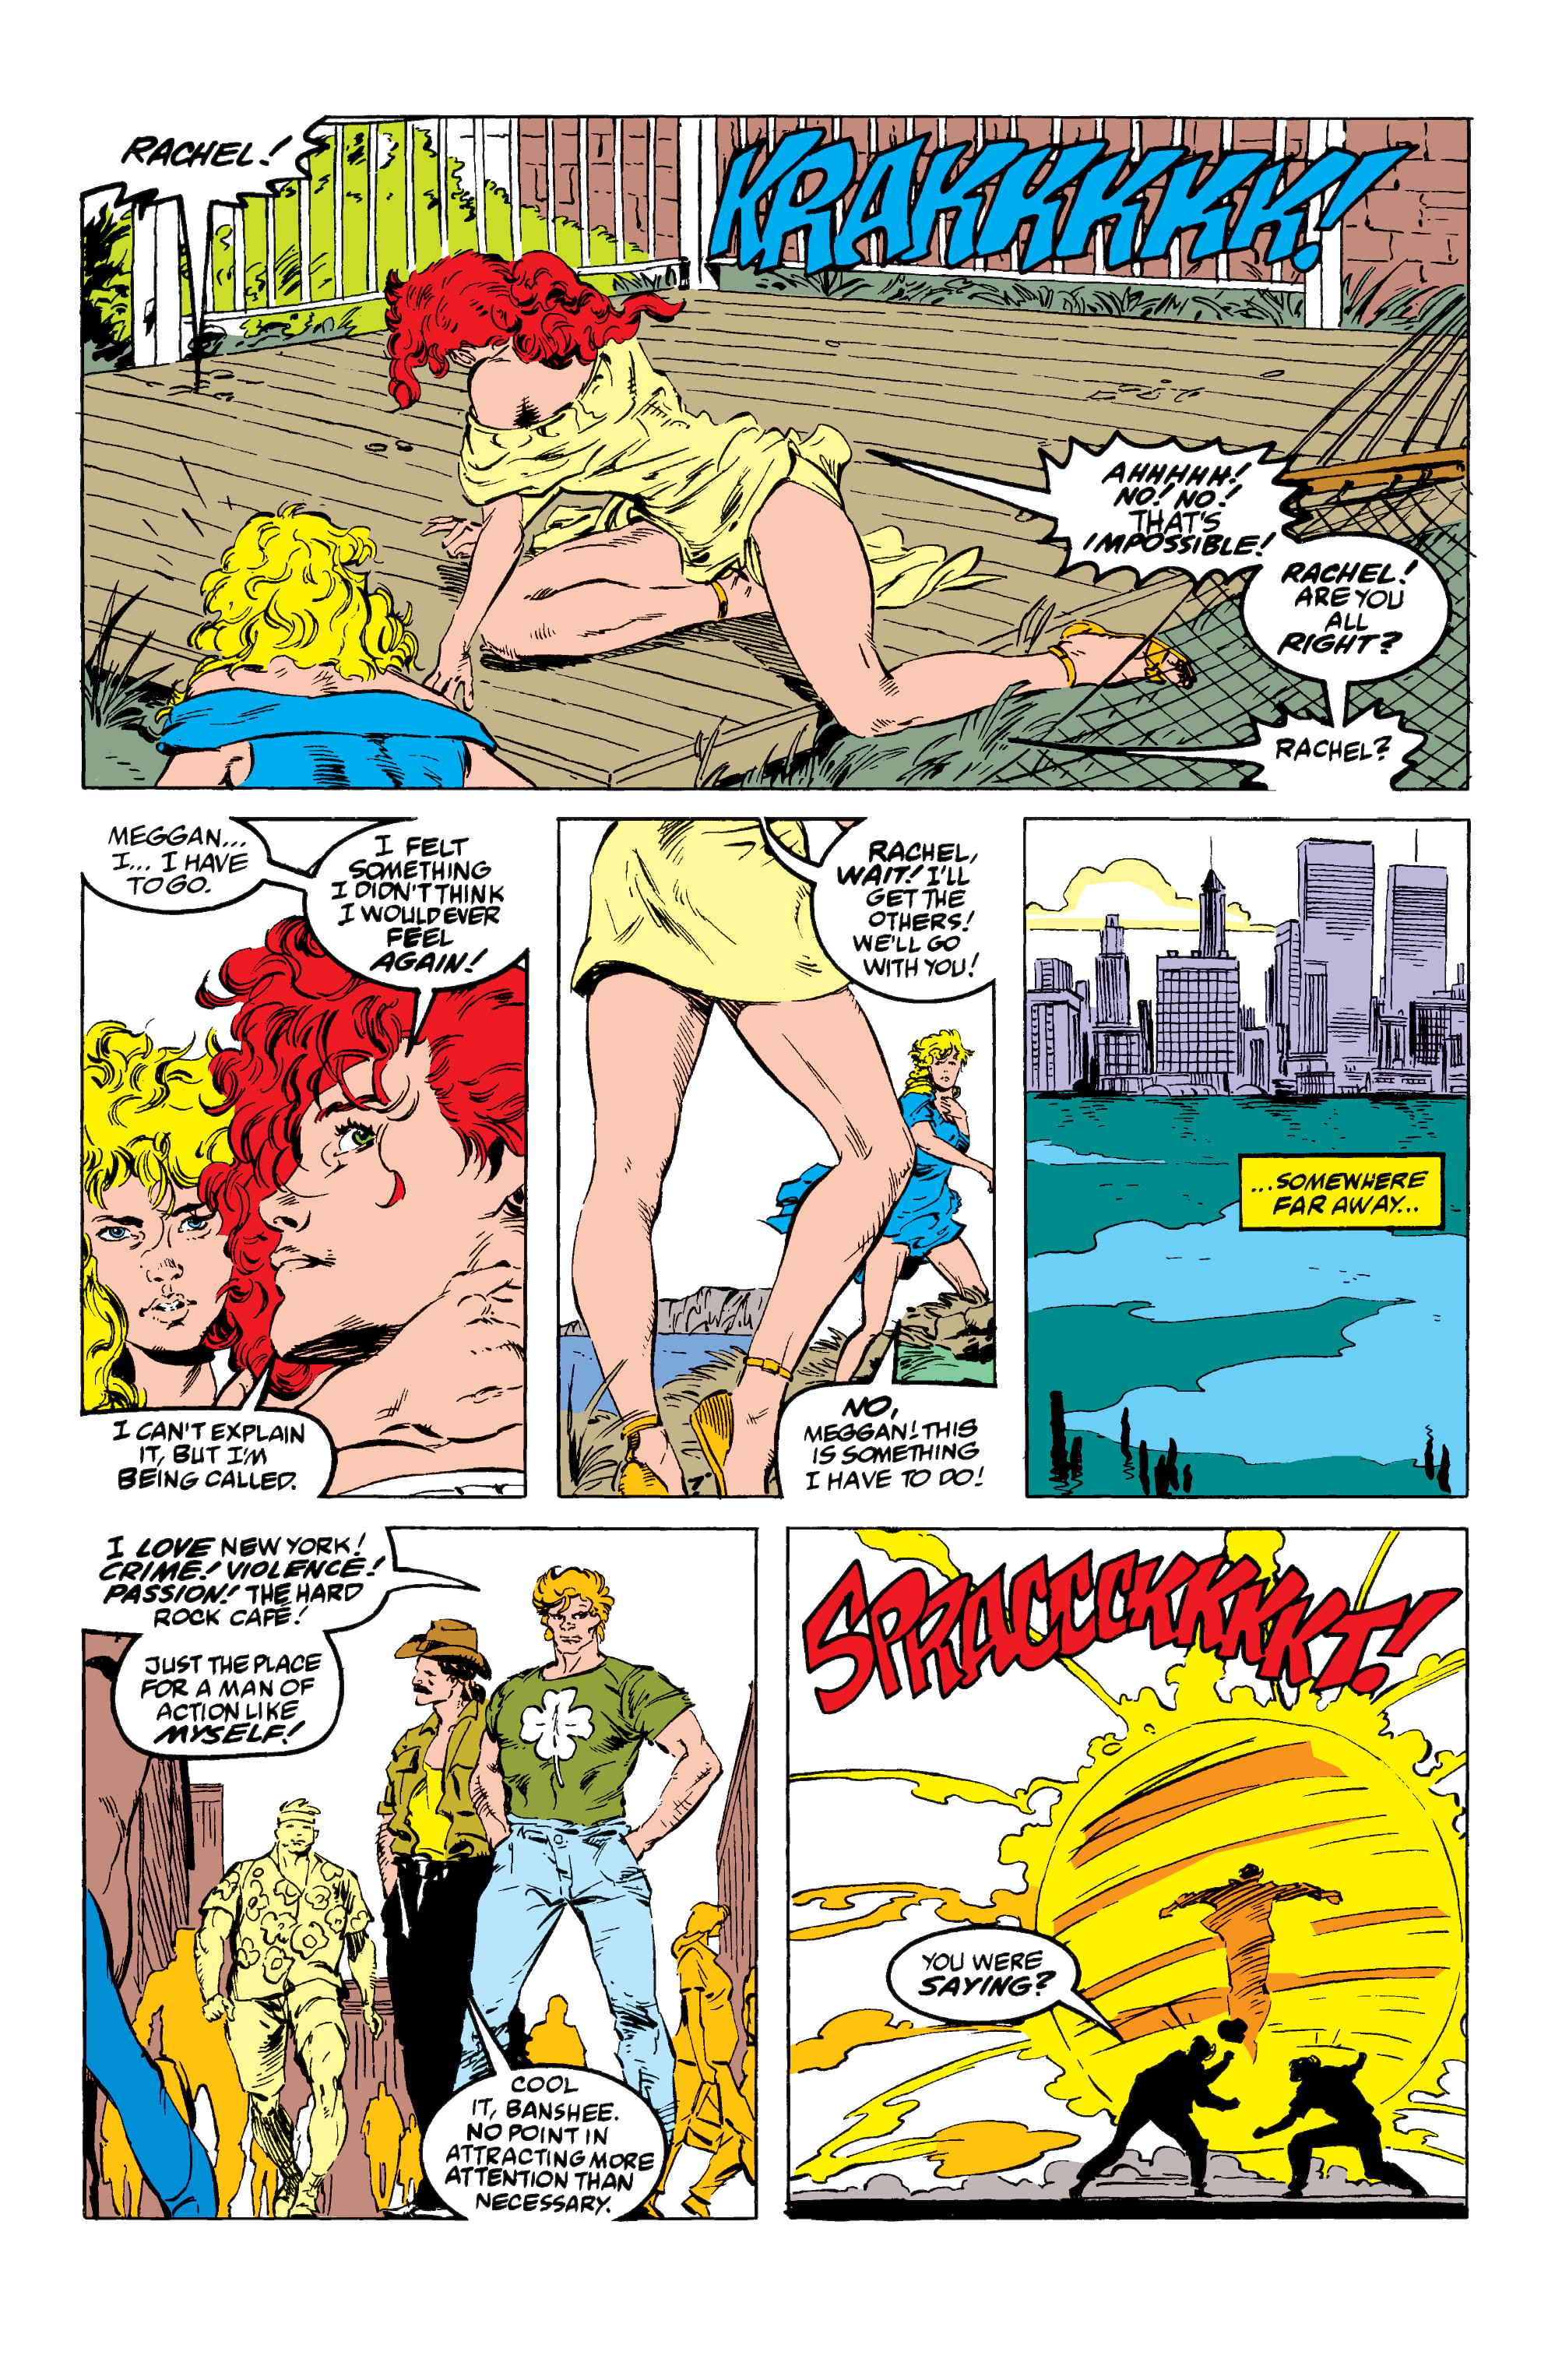 RACHEL!
KRAKKKKKK!
AHHHHH!
NO! NO!
THAT'S
IMPOSSIBLE!
RACHEL!
ARE YOU
ALL
RIGHT?
RACHEL?
MEGGAN...
I... I HAVE
TO GO.
I FELT
SOMETHING
I DIDN'T THINK
I WOULD EVER
FEEL
AGAIN!
I CAN'T EXPLAIN
IT, BUT I'M
BEING CALLED.
RACHEL,
WAIT! I'LL
GET THE
OTHERS!
WE'LL GO
WITH YOU!
NO,
MEGGAN! THIS
IS SOMETHING
I HAVE TO DO!
...SOMEWHERE
FAR AWAY...
I LOVE NEW YORK!
CRIME! VIOLENCE!
PASSION! THE HARD
ROCK CAFÉ!
JUST THE PLACE
FOR A MAN OF
ACTION LIKE
MYSELF!
COOL
IT, BANSHEE.
NO POINT IN
ATTRACTING MORE
ATTENTION THAN
NECESSARY.
SPRACCCKKKKKT!
YOU WERE
SAYING?